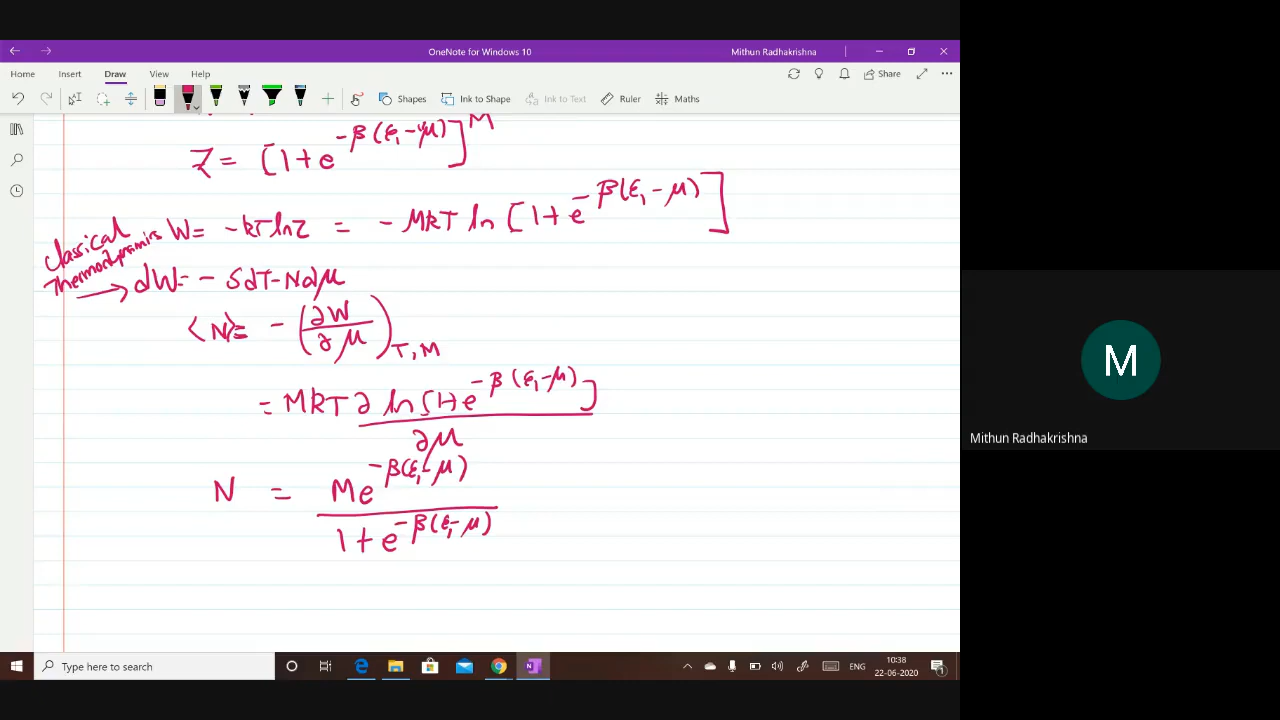 OneNote for Windows 10
Mithun Radhakrishna
Home Insert Draw View Help
Share
Shapes Ink to Shape Ink to Text Ruler Maths
Z = [1+e^{-β(ε₁-μ)}]^M
W = -kT ln Z = -MkT ln [1+e^{-β(ε₁-μ)}]
Classical
Thermodynamics
→ dW = -SdT-Ndμ
⟨N⟩ = -(∂W/∂μ)_{T,M}
= MkT ∂ ln[1+e^{-β(ε₁-μ)}]
∂μ
N = Me^{-β(ε₁-μ)}
1+e^{-β(ε₁-μ)}
M
Mithun Radhakrishna
Type here to search
ENG
10:38
22-06-2020